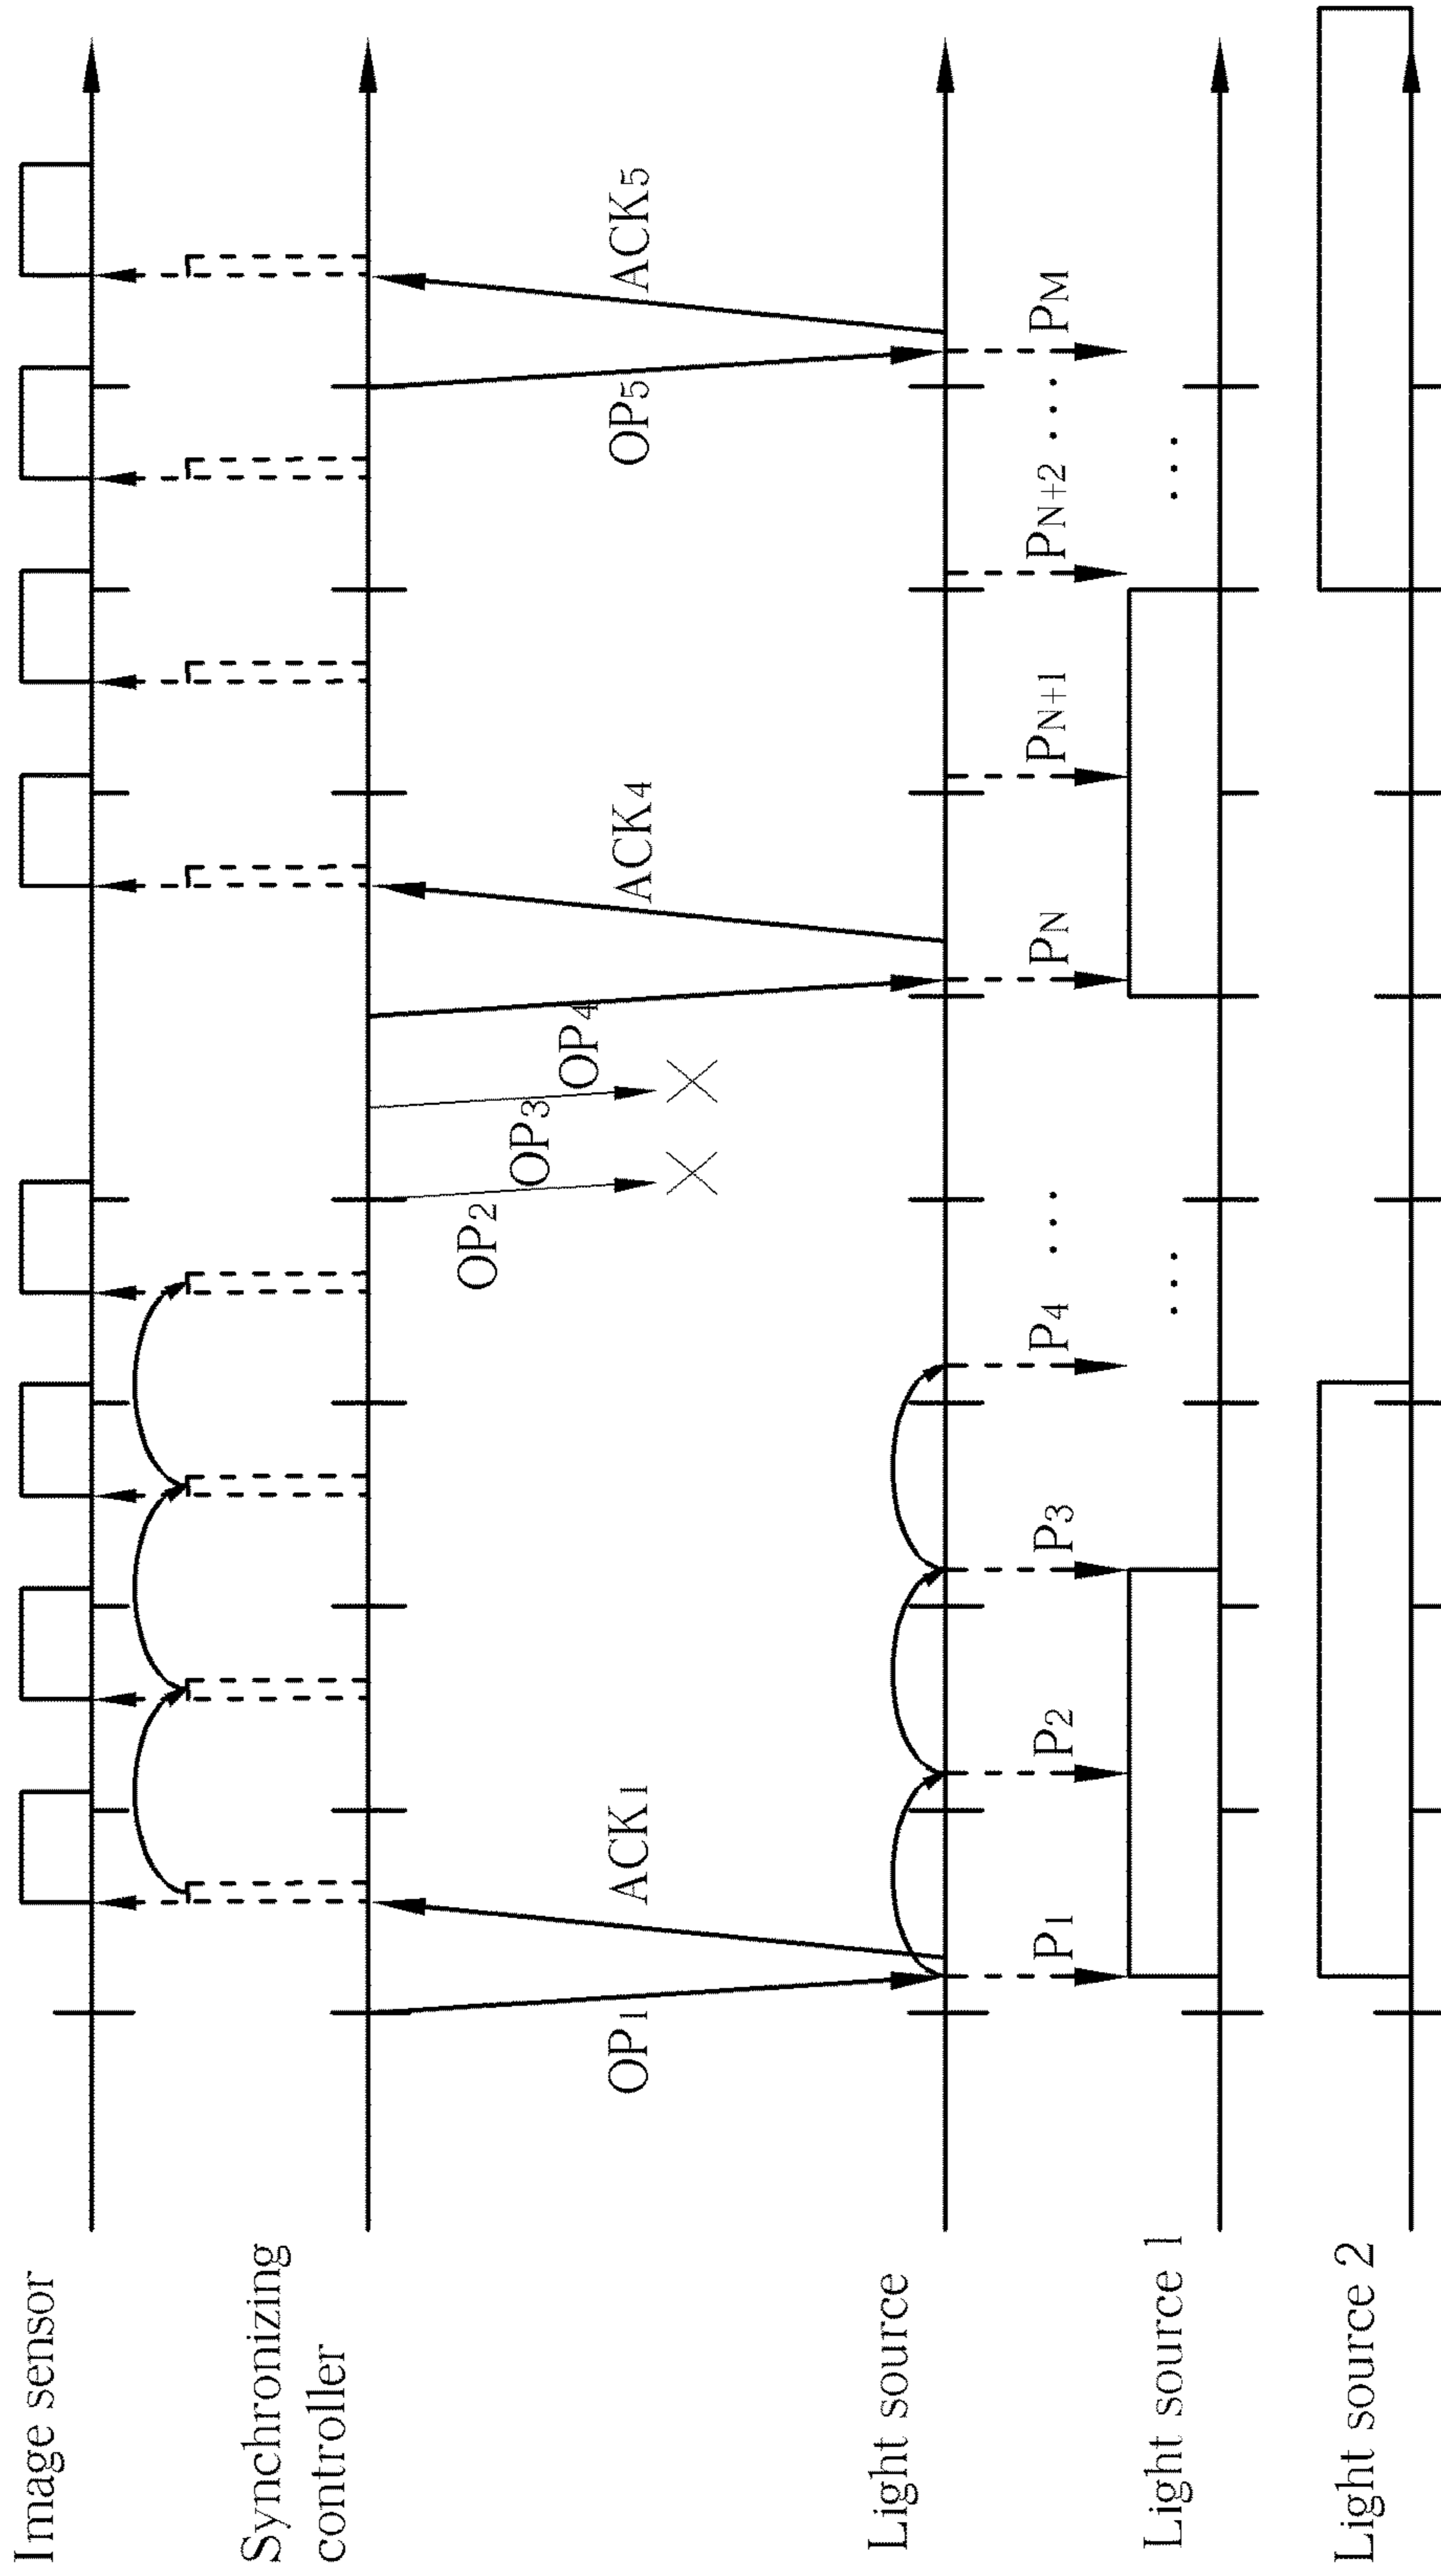 Image sensor
Synchronizing
controller
OP1
ACK1
OP2
OP3
OP4
ACK4
OP5
ACK5
Light source
P1
P2
P3
P4
...
PN
PN+1
PN+2
...
PM
Light source 1
...
...
Light source 2